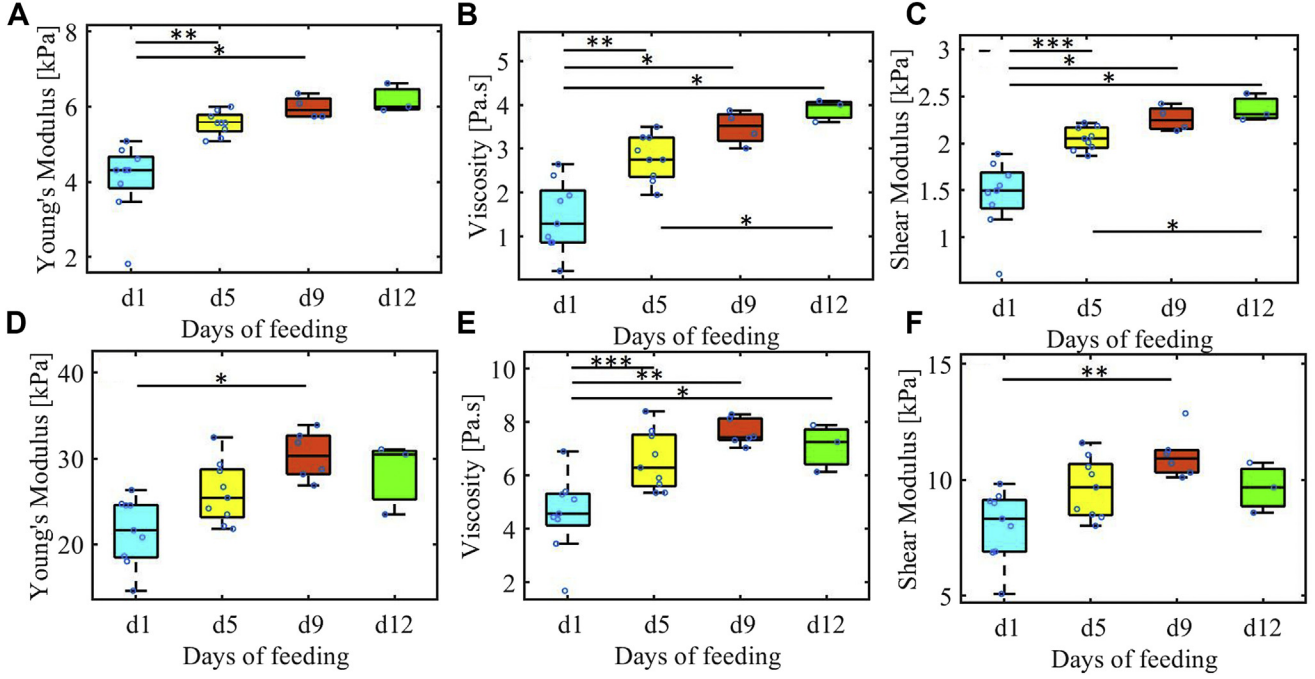 A
Young's Modulus [kPa]
8
6
4
2
**
*
d1 d5 d9 d12
Days of feeding
B
Viscosity [Pa.s]
5
4
3
2
1
**
*
*
*
d1 d5 d9 d12
Days of feeding
C
Shear Modulus [kPa]
3
2.5
2
1.5
1
***
*
*
*
d1 d5 d9 d12
Days of feeding
D
Young's Modulus [kPa]
40
30
20
*
d1 d5 d9 d12
Days of feeding
E
Viscosity [Pa.s]
10
8
6
4
2
***
**
*
d1 d5 d9 d12
Days of feeding
F
Shear Modulus [kPa]
15
10
5
**
d1 d5 d9 d12
Days of feeding